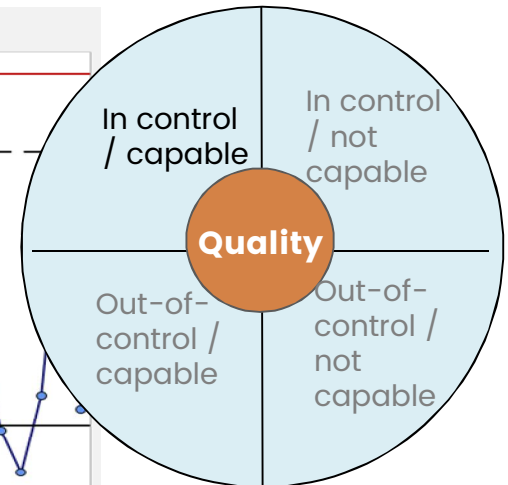 In control
/ capable
In control
/ not
capable
Quality
Out-of-
control /
capable
Out-of-
control /
not
capable